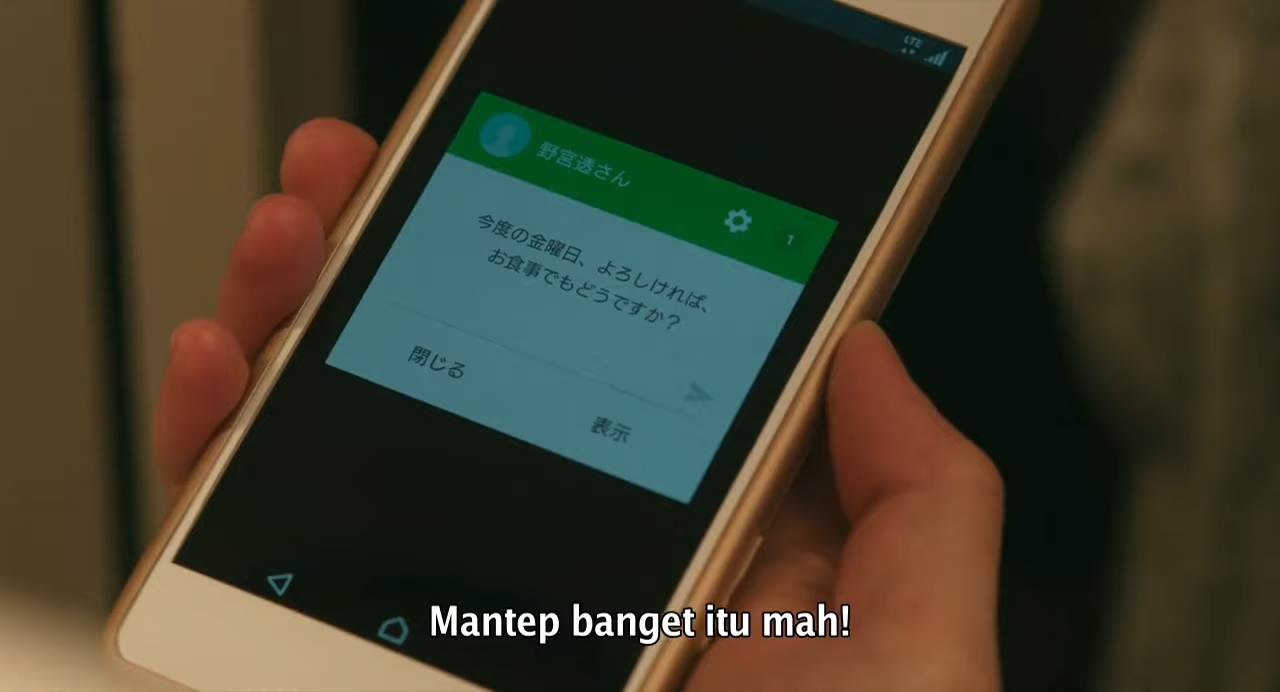 LTE
野宮透さん
1
今度の金曜日、よろしければ、
お食事でもどうですか？
閉じる
表示
Mantep banget itu mah!